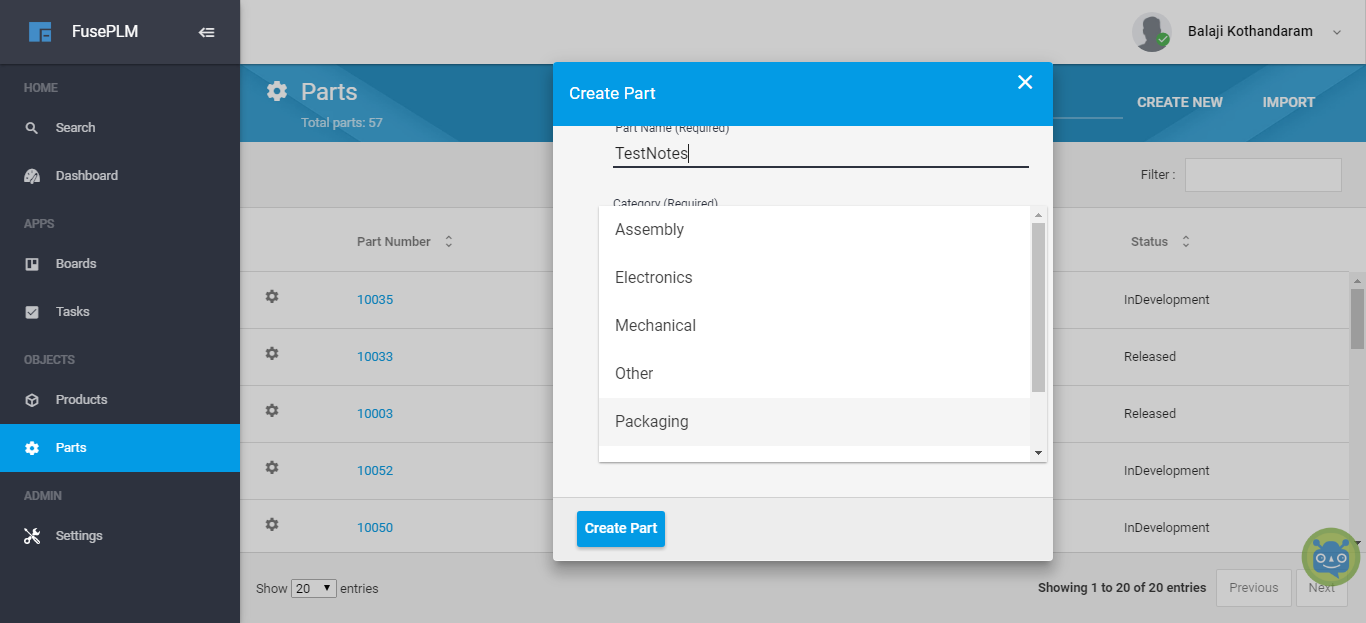 FusePLM
Balaji Kothandaram
HOME
Search
Dashboard
APPS
Boards
Tasks
OBJECTS
Products
Parts
ADMIN
Settings
Parts
Total parts: 57
CREATE NEW
IMPORT
Filter :
Part Number
Status
10035
InDevelopment
10033
Released
10003
Released
10052
InDevelopment
10050
InDevelopment
Show 20 entries
Showing 1 to 20 of 20 entries
Previous
Next
Create Part
Part Name (Required)
TestNotes
Category (Required)
Assembly
Electronics
Mechanical
Other
Packaging
Create Part